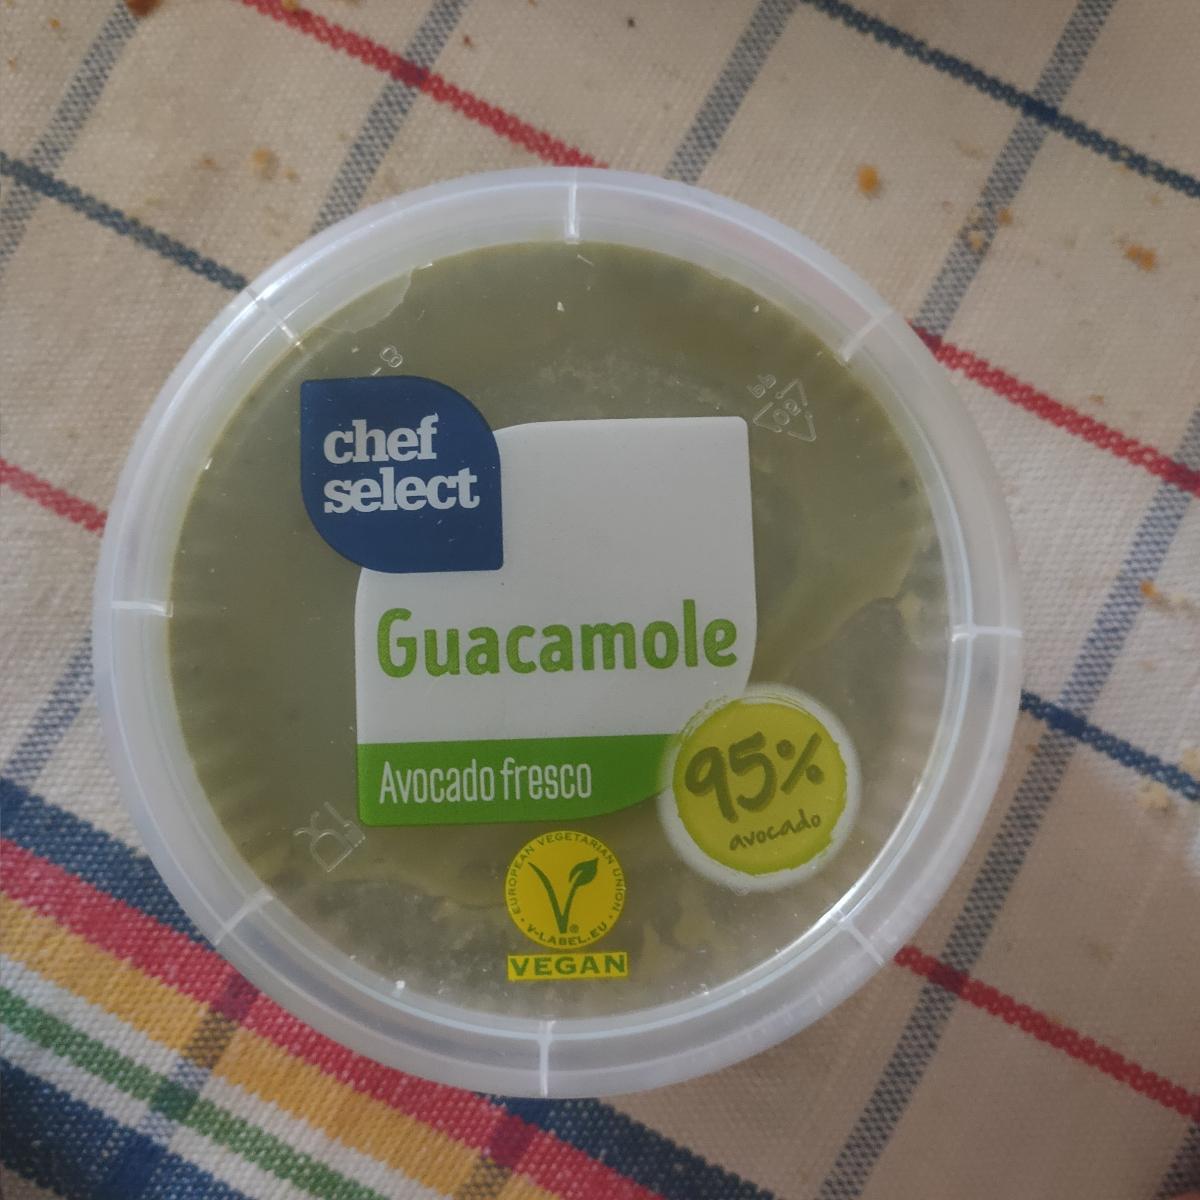 chef
select
Guacamole
Avocado fresco
95%
avocado
EUROPEAN VEGETARIAN UNION
V-LABEL.EU
VEGAN